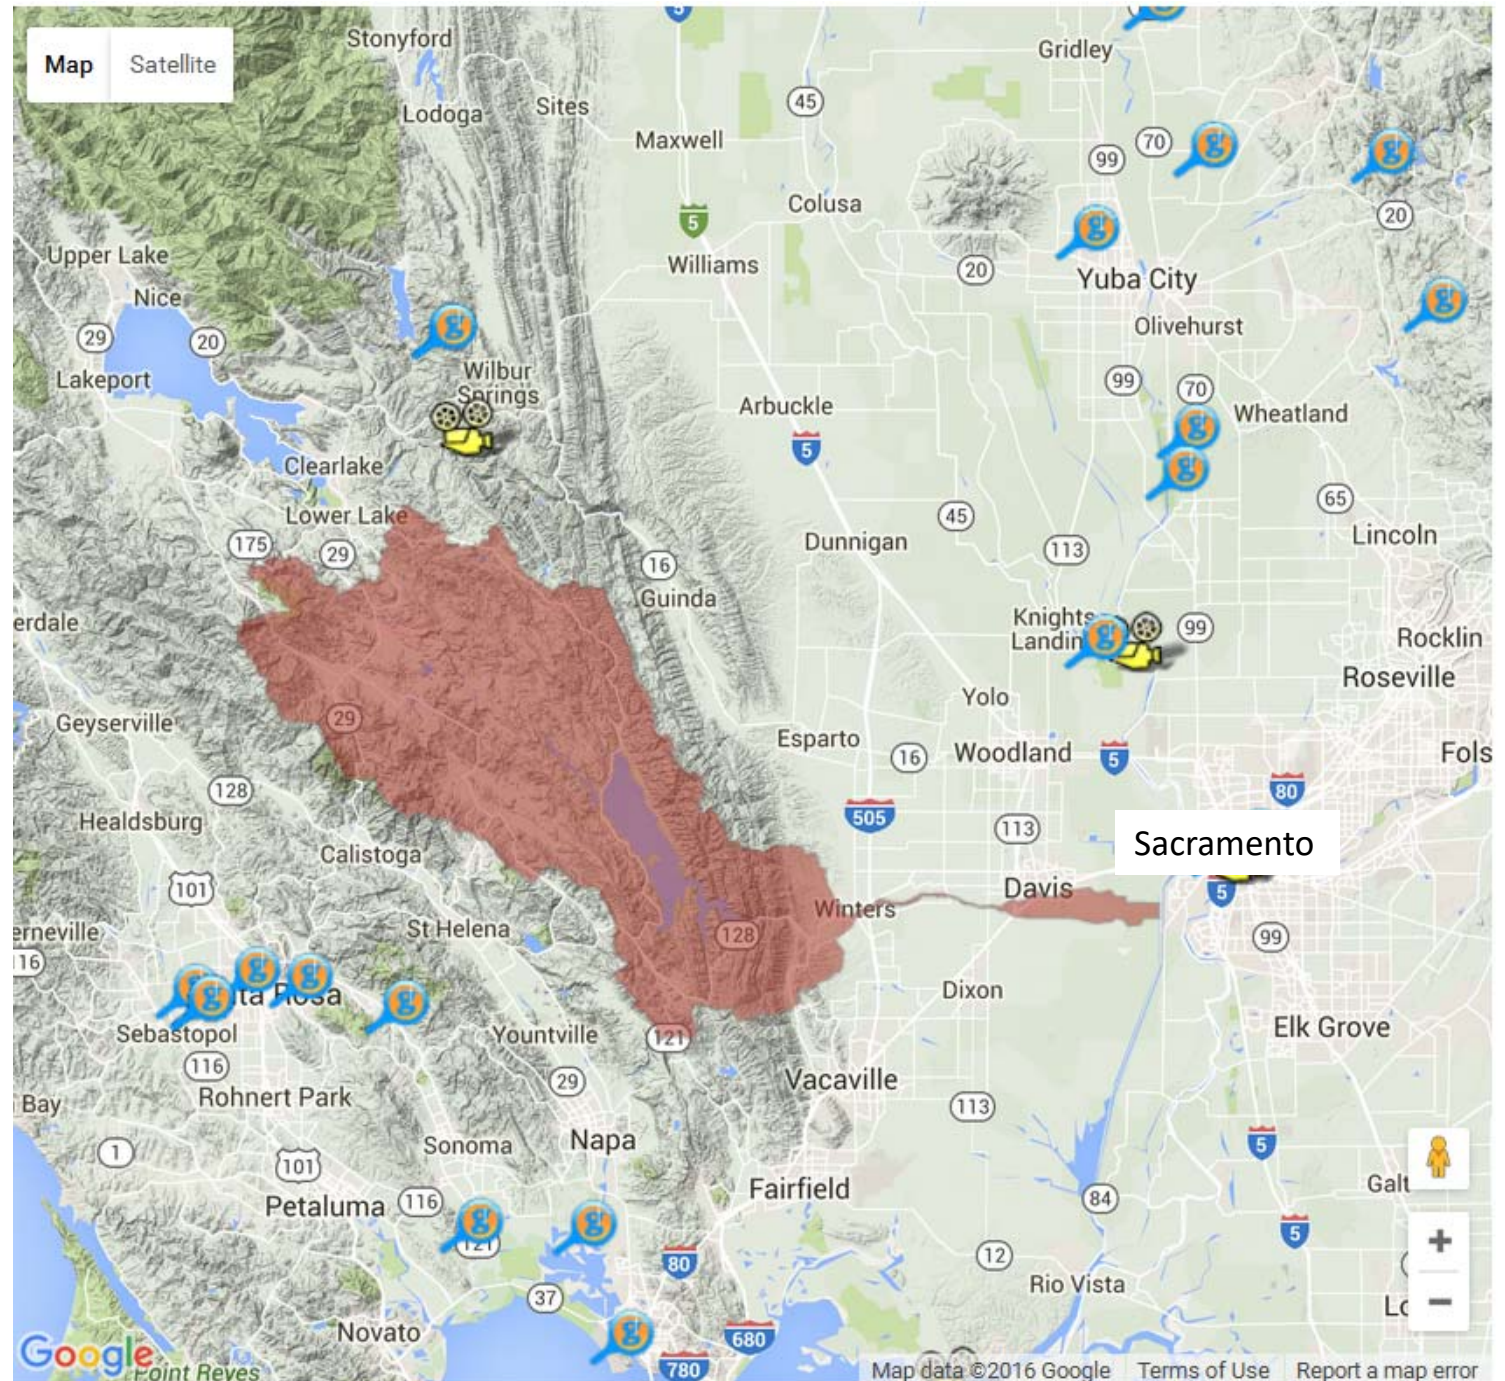 Map
Satellite
Stonyford
5
Gridley
Lodoga
Sites
45
Maxwell
99
70
Colusa
20
5
Upper Lake
Williams
20
Yuba City
Nice
29
20
Olivehurst
Lakeport
Wilbur
Springs
99
70
Arbuckle
Wheatland
5
Clearlake
65
Lower Lake
45
Lincoln
175
29
Dunnigan
113
16
Guinda
Knights
Landin
99
erdale
Rocklin
Roseville
Yolo
29
Geyserville
Esparto
16
Woodland
5
Fols
128
80
Healdsburg
505
113
Sacramento
Calistoga
101
Davis
5
Winters
erneville
St Helena
128
99
116
ta Rosa
Dixon
Sebastopol
Yountville
121
Elk Grove
116
29
Vacaville
Rohnert Park
Bay
113
Sonoma
Napa
5
1
101
Petaluma
116
Fairfield
84
Galt
121
5
80
12
+
Rio Vista
37
−
Lo
Novato
680
Google
780
Point Reyes
Map data ©2016 Google
Terms of Use
Report a map error